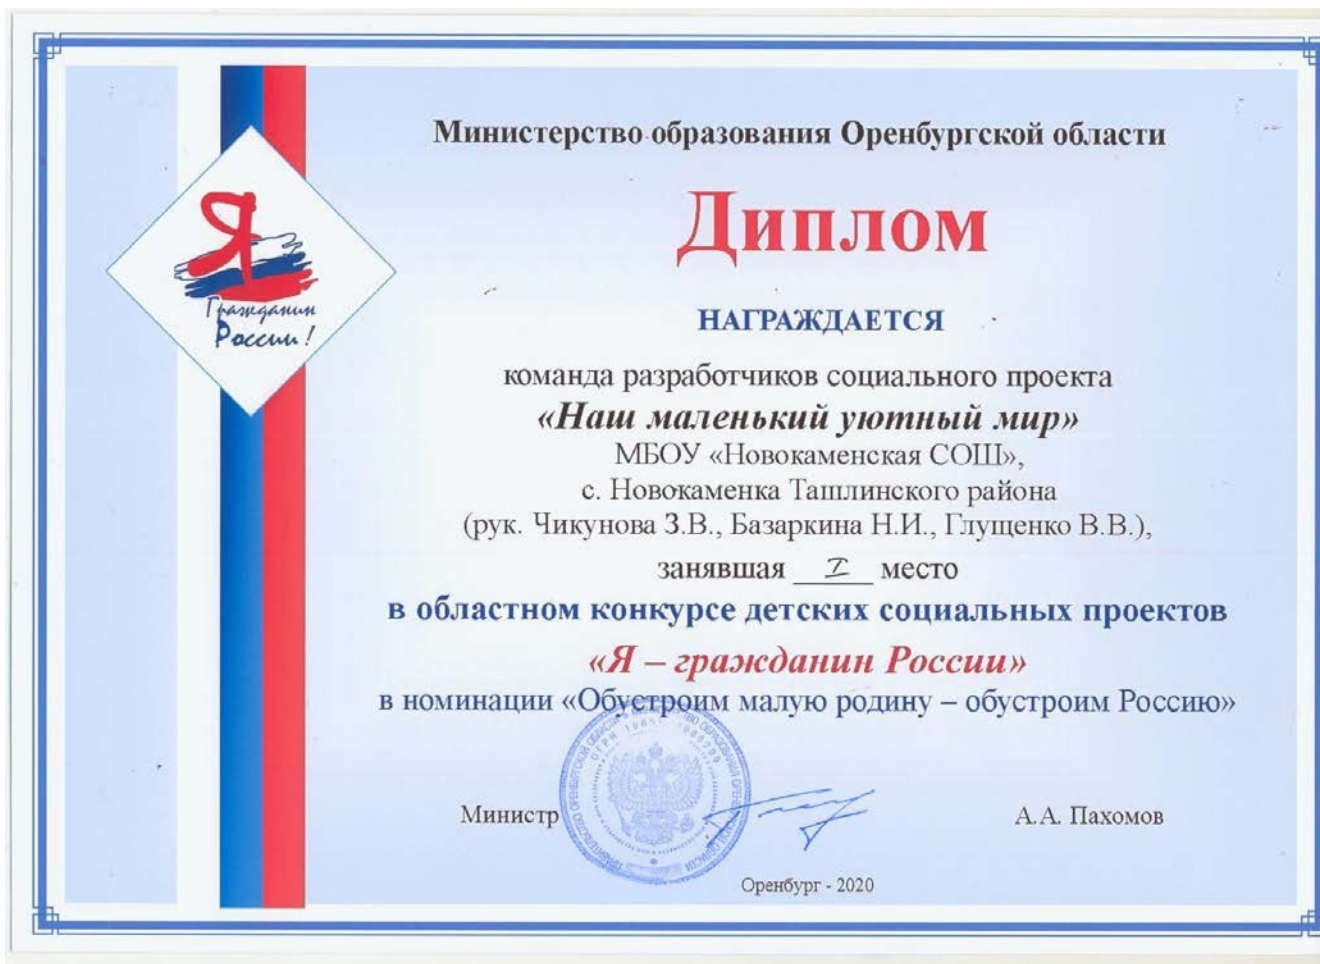 Министерство образования Оренбургской области
Диплом
Я
Гражданин
России!
НАГРАЖДАЕТСЯ
команда разработчиков социального проекта
«Наш маленький уютный мир»
МБОУ «Новокаменская СОШ»,
с. Новокаменка Ташлинского района
(рук. Чикунова З.В., Базаркина Н.И., Глущенко В.В.),
занявшая I место
в областном конкурсе детских социальных проектов
«Я – гражданин России»
в номинации «Обустроим малую родину – обустроим Россию»
Министр
А.А. Пахомов
Оренбург - 2020